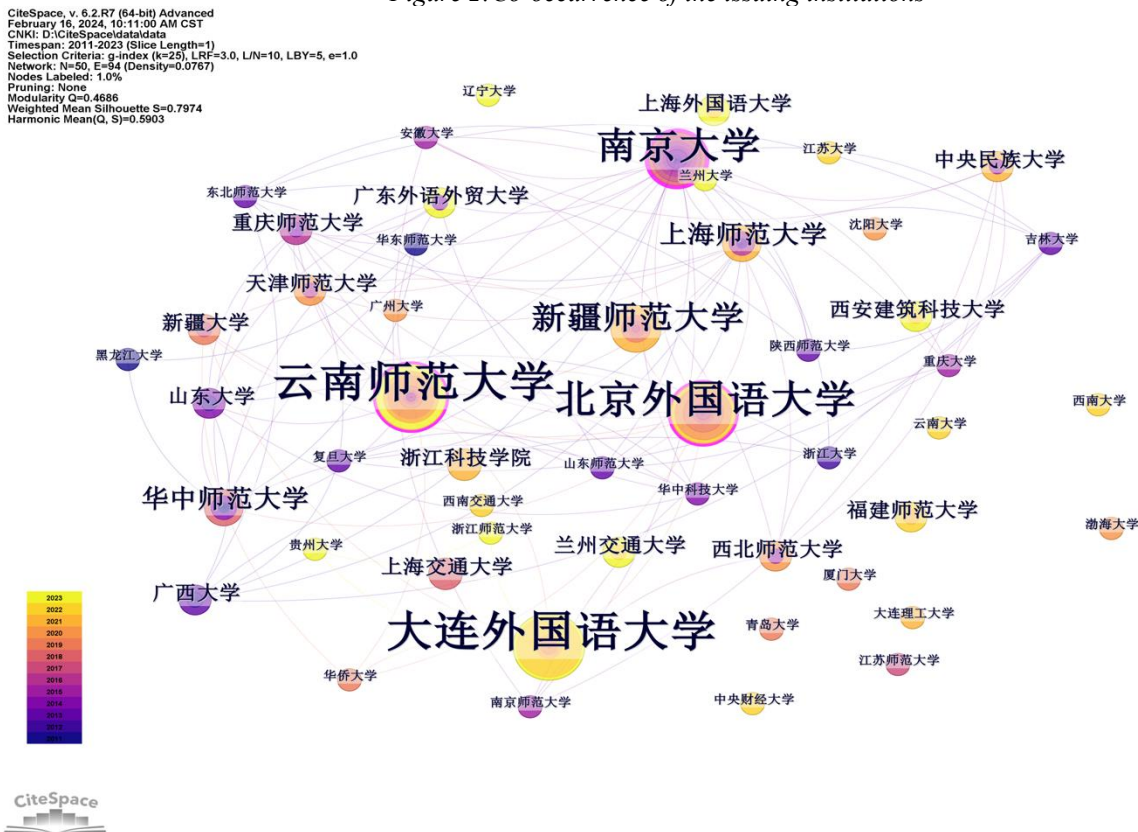 Figure 2. Co-occurrence of the issuing institutions
CiteSpace, v. 6.2.R7 (64-bit) Advanced
February 16, 2024, 10:11:00 AM CST
CNKI: D:\CiteSpace\data\data
Timespan: 2011-2023 (Slice Length=1)
Selection Criteria: g-index (k=25), LRF=3.0, L/N=10, LBY=5, e=1.0
Network: N=50, E=94 (Density=0.0767)
Nodes Labeled: 1.0%
Pruning: None
Modularity Q=0.4686
Weighted Mean Silhouette S=0.7974
Harmonic Mean(Q, S)=0.5903
辽宁大学
上海外国语大学
安徽大学
南京大学
江苏大学
中央民族大学
兰州大学
东北师范大学
广东外语外贸大学
重庆师范大学
华东师范大学
上海师范大学
沈阳大学
吉林大学
天津师范大学
广州大学
新疆大学
新疆师范大学
西安建筑科技大学
黑龙江大学
陕西师范大学
重庆大学
山东大学
云南师范大学
北京外国语大学
西南大学
云南大学
复旦大学
浙江科技学院
山东师范大学
浙江大学
华中师范大学
西南交通大学
华中科技大学
福建师范大学
渤海大学
贵州大学
浙江师范大学
兰州交通大学
西北师范大学
上海交通大学
厦门大学
广西大学
大连外国语大学
青岛大学
大连理工大学
江苏师范大学
华侨大学
南京师范大学
中央财经大学
2023
2022
2021
2020
2019
2018
2017
2016
2015
2014
2013
2012
2011
CiteSpace